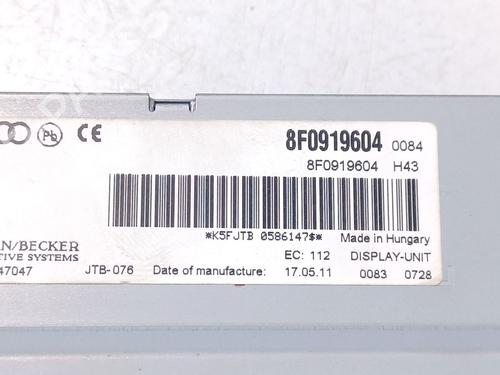 Pb CE
8F0919604 0084
8F0919604 H43
*K5FJTB 0586147$*
Made in Hungary
N/BECKER
TIVE SYSTEMS
EC: 112 DISPLAY-UNIT
47047 JTB-076 Date of manufacture: 17.05.11 0083 0728